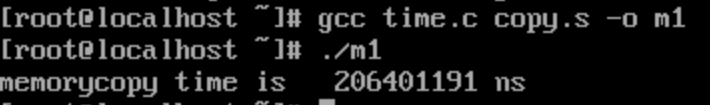 [root@localhost ~]# gcc time.c copy.s -o m1
[root@localhost ~]# ./m1
memorycopy time is   206401191 ns